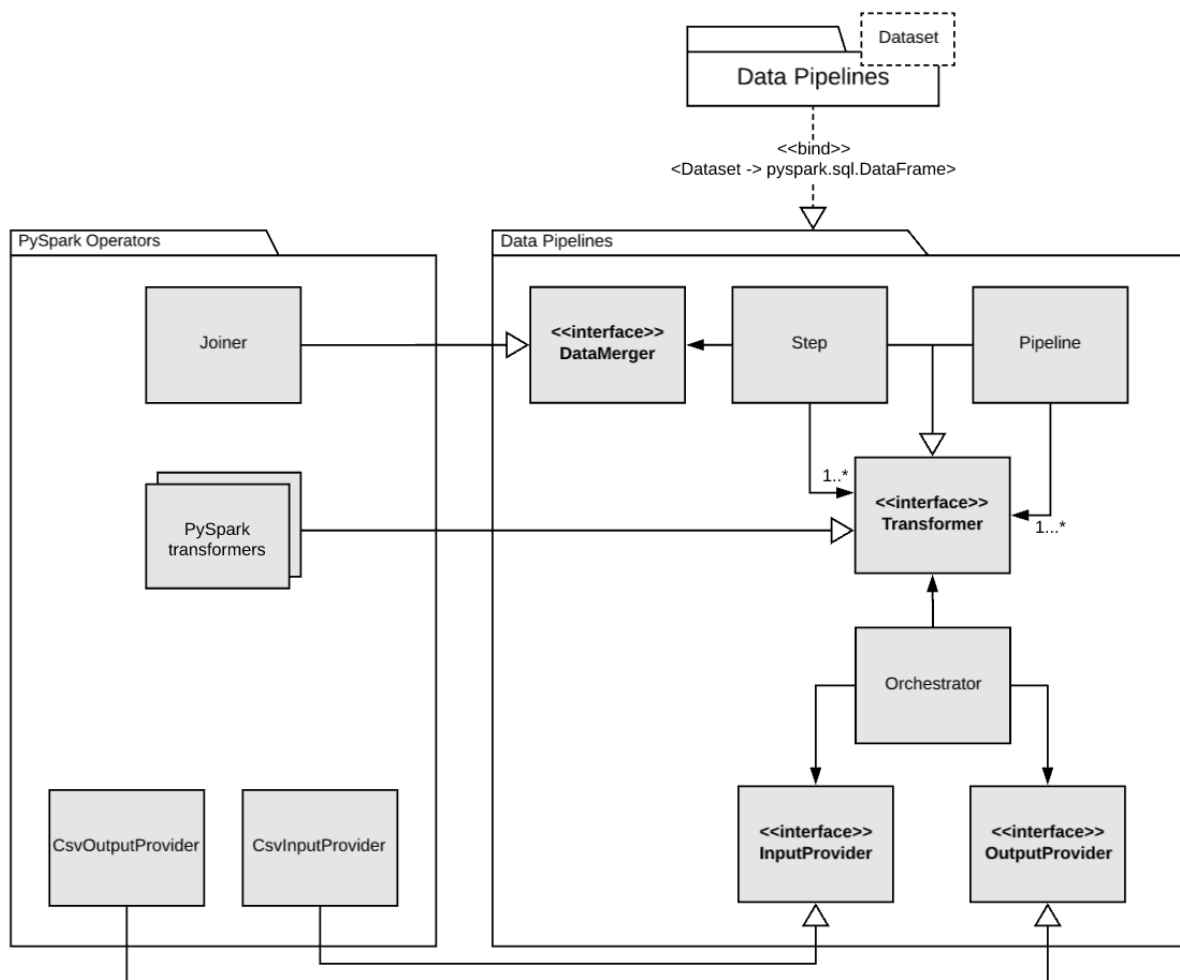 Dataset
Data Pipelines
<<bind>>
<Dataset -> pyspark.sql.DataFrame>
PySpark Operators
Data Pipelines
Joiner
<<interface>>
DataMerger
Step
Pipeline
1..*
<<interface>>
Transformer
1...*
PySpark
transformers
Orchestrator
CsvOutputProvider
CsvInputProvider
<<interface>>
InputProvider
<<interface>>
OutputProvider